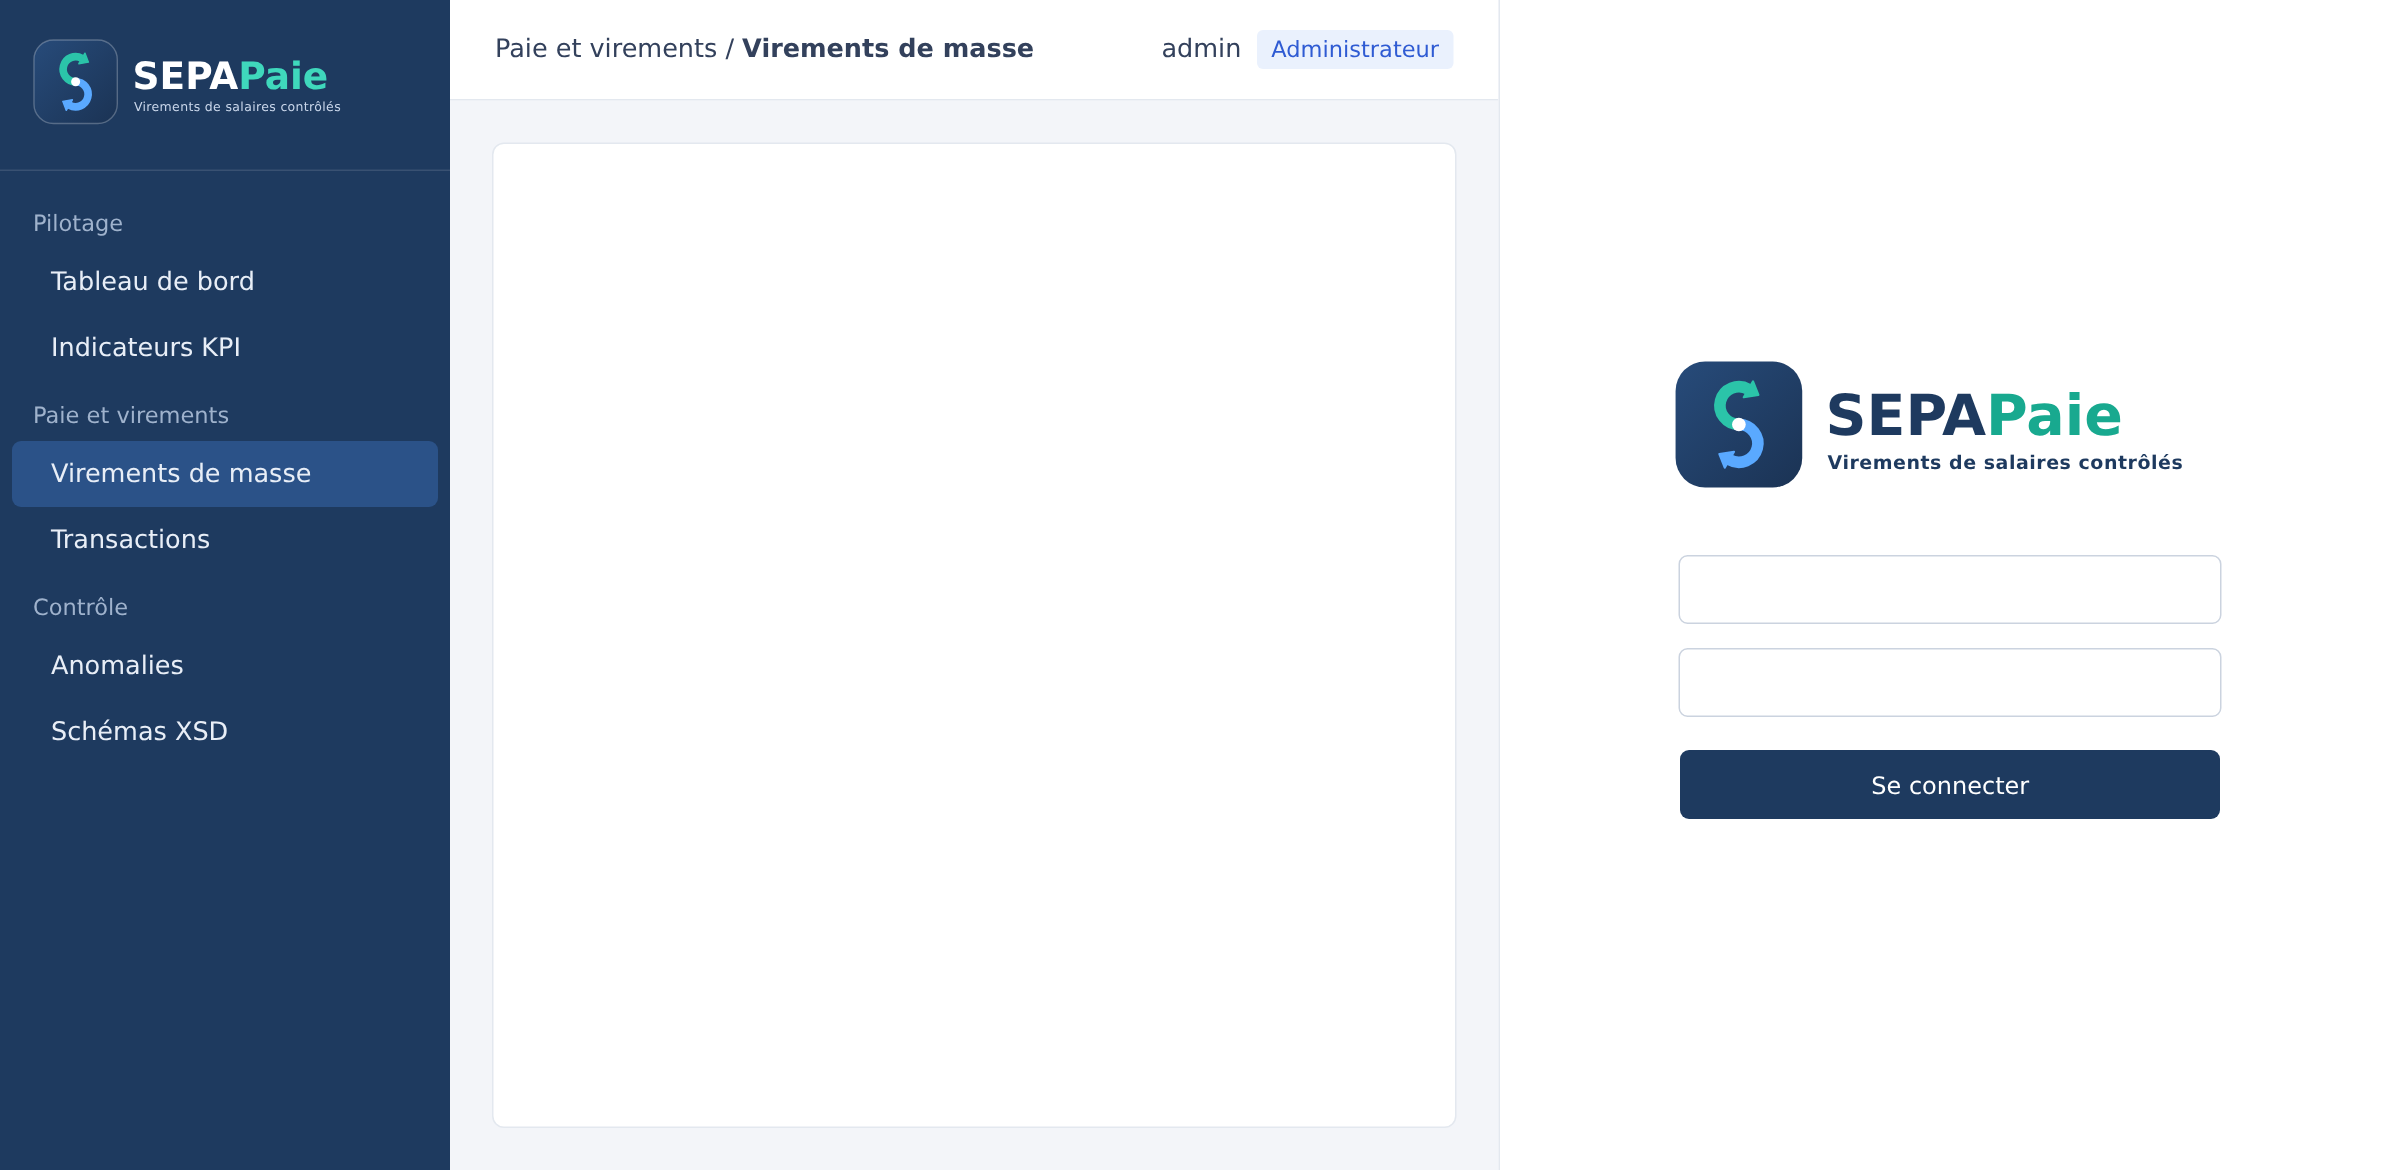 SEPAPaie
Virements de salaires contrôlés
Pilotage
Tableau de bord
Indicateurs KPI
Paie et virements
Virements de masse
Transactions
Contrôle
Anomalies
Schémas XSD
Paie et virements / Virements de masse
admin Administrateur
SEPAPaie
Virements de salaires contrôlés
Se connecter